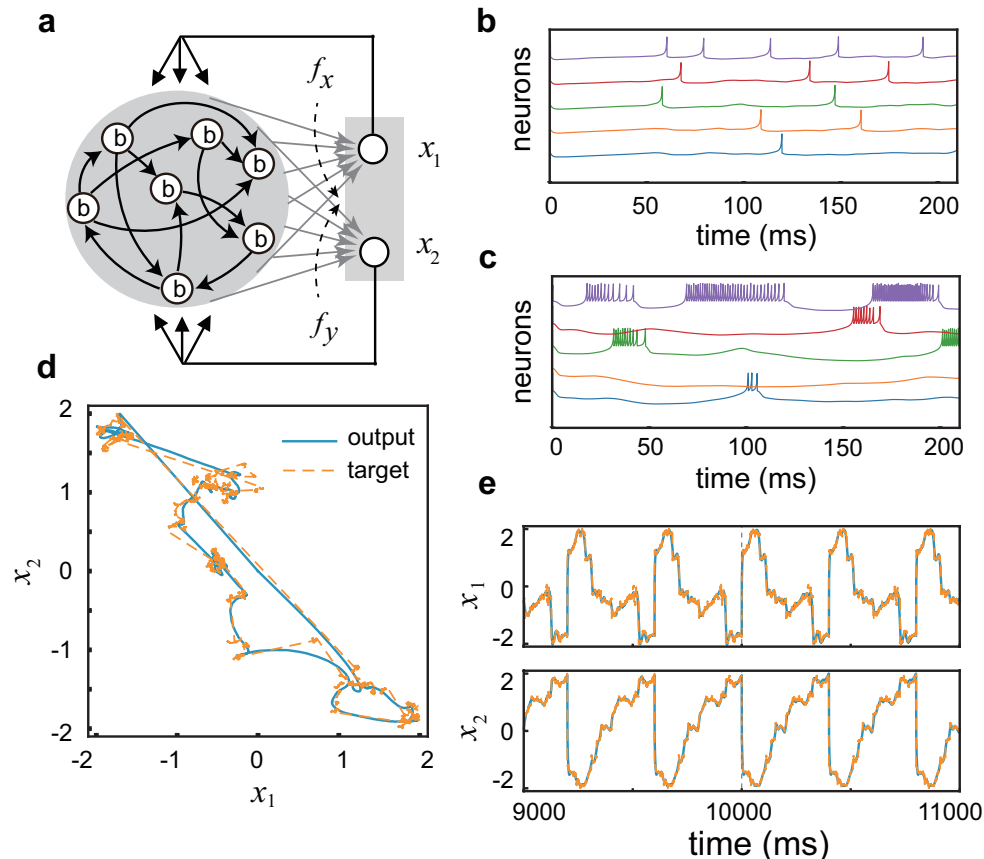 a
f_x
b b b b b b b
x_1
x_2
f_y
b
neurons
0 50 100 150 200
time (ms)
c
neurons
0 50 100 150 200
time (ms)
d
2
1
0
-1
-2
x_2
output
target
-2 -1 0 1 2
x_1
e
2
0
-2
x_1
2
0
-2
x_2
9000 10000 11000
time (ms)